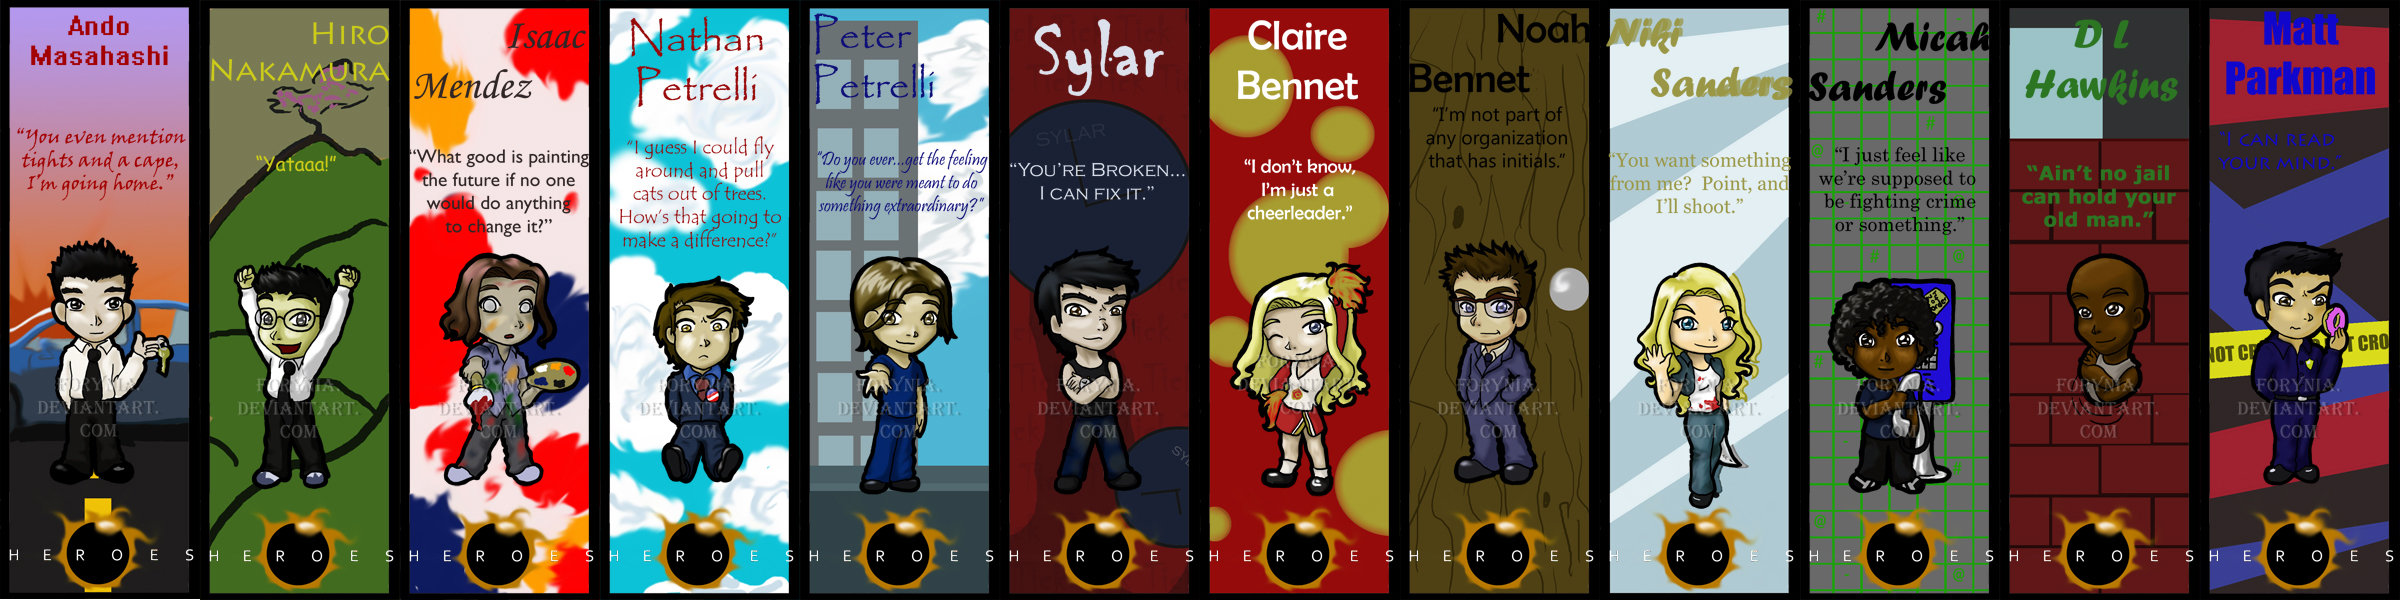 Ando
Masahashi
"You even mention
tights and a cape,
I'm going home."
FORYNIA.
DEVIANTART.
COM
H E R O E S
Hiro
Nakamura
"Yataaa!"
FORYNIA.
DEVIANTART.
COM
H E R O E S
Isaac
Mendez
"What good is painting
the future if no one
would do anything
to change it?"
FORYNIA.
DEVIANTART.
COM
H E R O E S
Nathan
Petrelli
"I guess I could fly
around and pull
cats out of trees.
How's that going to
make a difference?"
FORYNIA.
DEVIANTART.
COM
H E R O E S
Peter
Petrelli
"Do you ever...get the feeling
like you were meant to do
something extraordinary?"
FORYNIA.
DEVIANTART.
COM
H E R O E S
Sylar
SYLAR
"You're Broken...
I can fix it."
FORYNIA.
DEVIANTART.
COM
H E R O E S
Claire
Bennet
"I don't know,
I'm just a
cheerleader."
FORYNIA.
DEVIANTART.
COM
H E R O E S
Noah
Bennet
"I'm not part of
any organization
that has initials."
FORYNIA.
DEVIANTART.
COM
H E R O E S
Niki
Sanders
"You want something
from me? Point, and
I'll shoot."
FORYNIA.
DEVIANTART.
COM
H E R O E S
Micah
Sanders
"I just feel like
we're supposed to
be fighting crime
or something."
FORYNIA.
DEVIANTART.
COM
H E R O E S
D L
Hawkins
"Ain't no jail
can hold your
old man."
FORYNIA.
DEVIANTART.
COM
H E R O E S
Matt
Parkman
"I can read
your mind."
NOT C CRO
FORYNIA.
DEVIANTART.
COM
H E R O E S